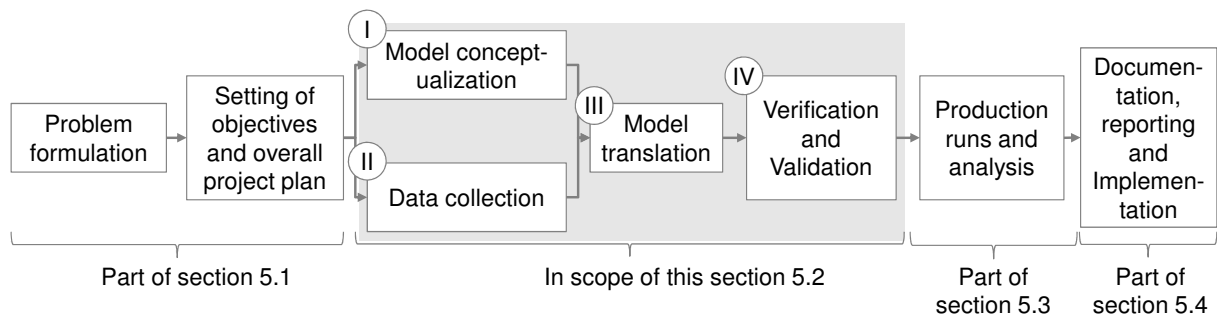 Problem
formulation
Setting of
objectives
and overall
project plan
I
Model concept-
ualization
II
Data collection
III
Model
translation
IV
Verification
and
Validation
Production
runs and
analysis
Documen-
tation,
reporting
and
Implemen-
tation
Part of section 5.1
In scope of this section 5.2
Part of
section 5.3
Part of
section 5.4